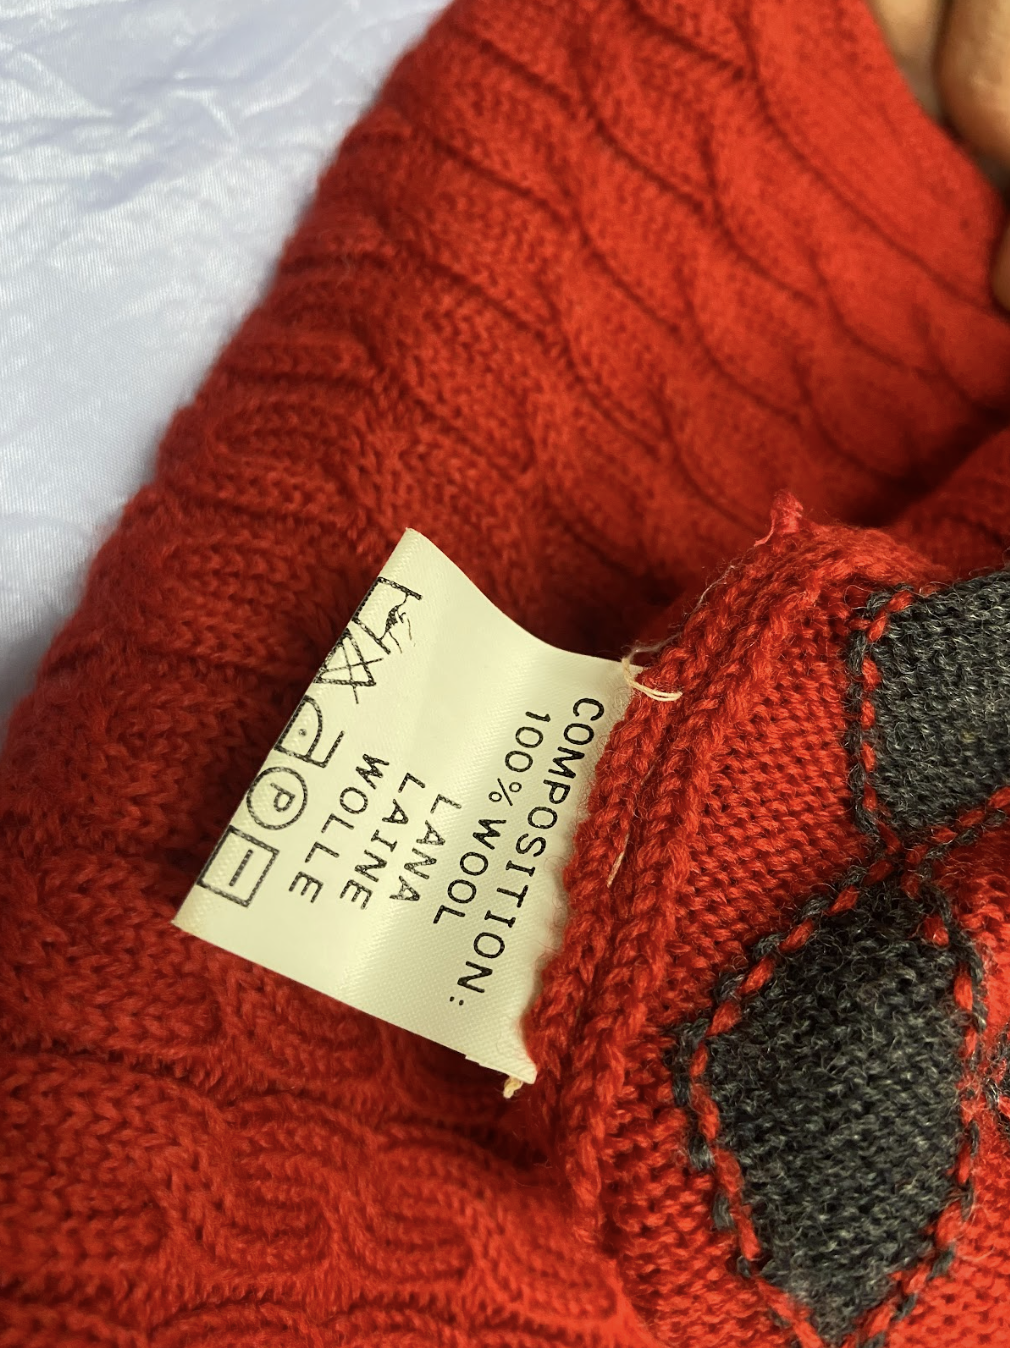 COMPOSITION:
100% WOOL
LANA
LAINE
WOLLE
P